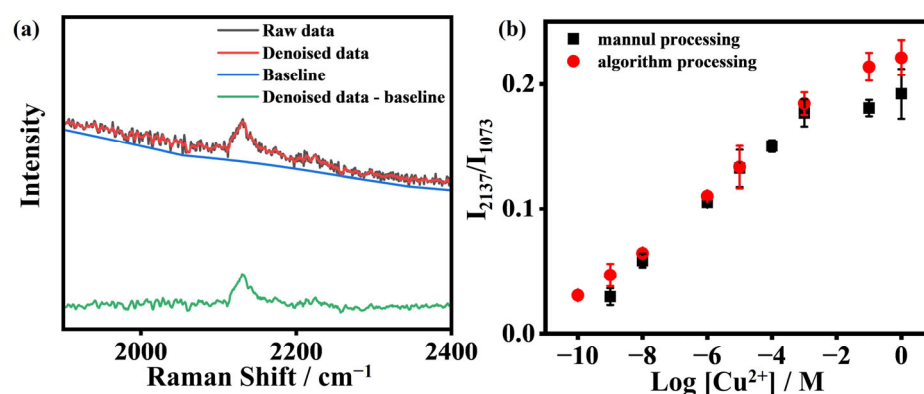 (a)
Raw data
Denoised data
Baseline
Denoised data - baseline
Intensity
2000
2200
2400
Raman Shift / cm⁻¹
(b)
mannul processing
algorithm processing
I₂₁₃₇/I₁₀₇₃
0.2
0.1
0.0
−10
−8
−6
−4
−2
0
Log [Cu²⁺] / M